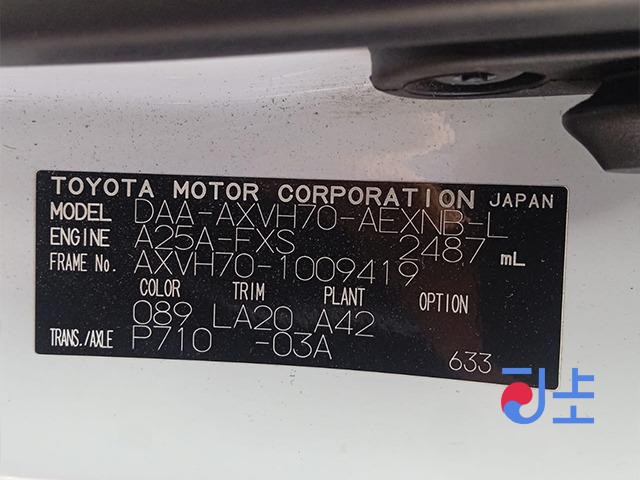 TOYOTA MOTOR CORPORATION JAPAN
MODEL DAA-AXVH70-AEXNB-L
ENGINE A25A-FXS 2487 mL
FRAME No. AXVH70-1009419
COLOR TRIM PLANT OPTION
089 LA20 A42
TRANS./AXLE P710 -03A
633